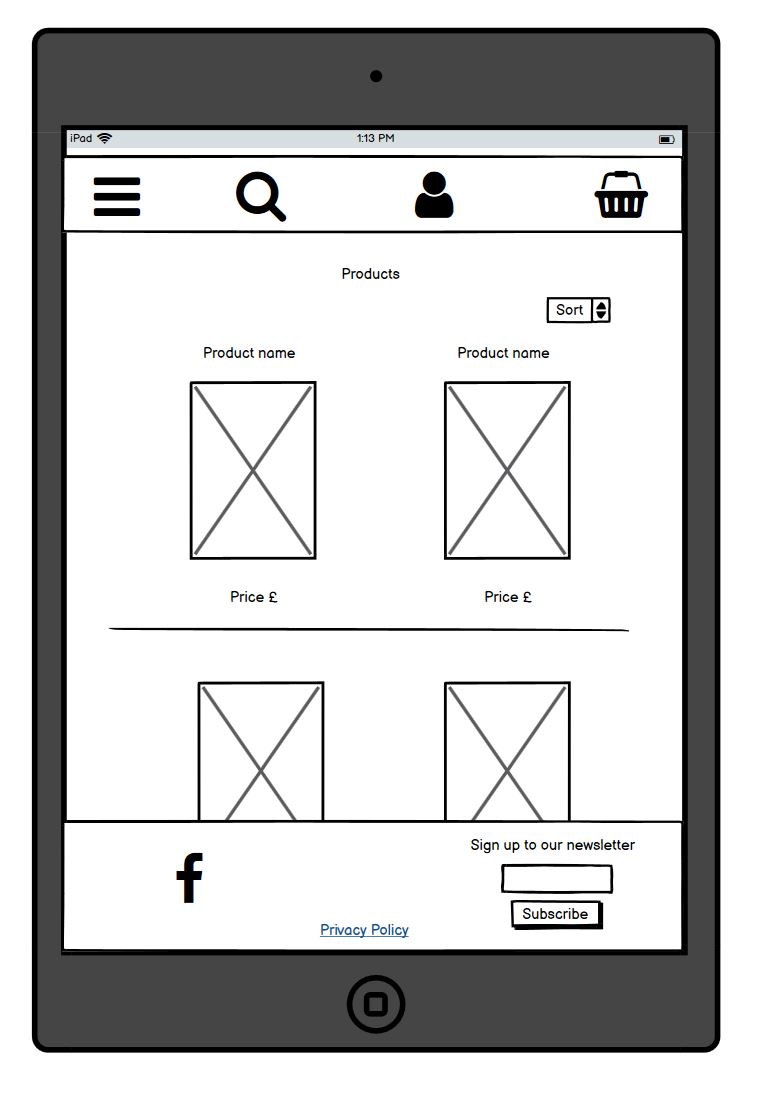 iPad 1:13 PM
Products
Sort
Product name Product name
Price £ Price £
Sign up to our newsletter
Subscribe
Privacy Policy